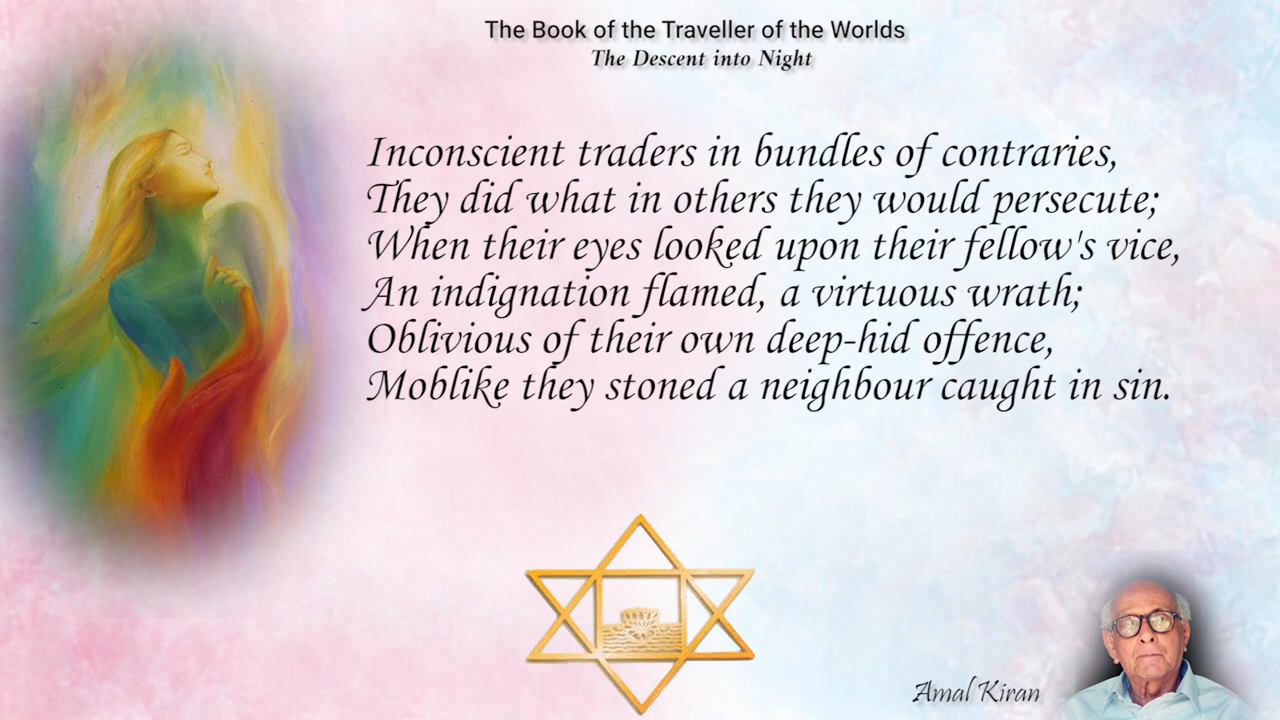 The Book of the Traveller of the Worlds
The Descent into Night
Inconscient traders in bundles of contraries,
They did what in others they would persecute;
When their eyes looked upon their fellow's vice,
An indignation flamed, a virtuous wrath;
Oblivious of their own deep-hid offence,
Moblike they stoned a neighbour caught in sin.
Amal Kiran